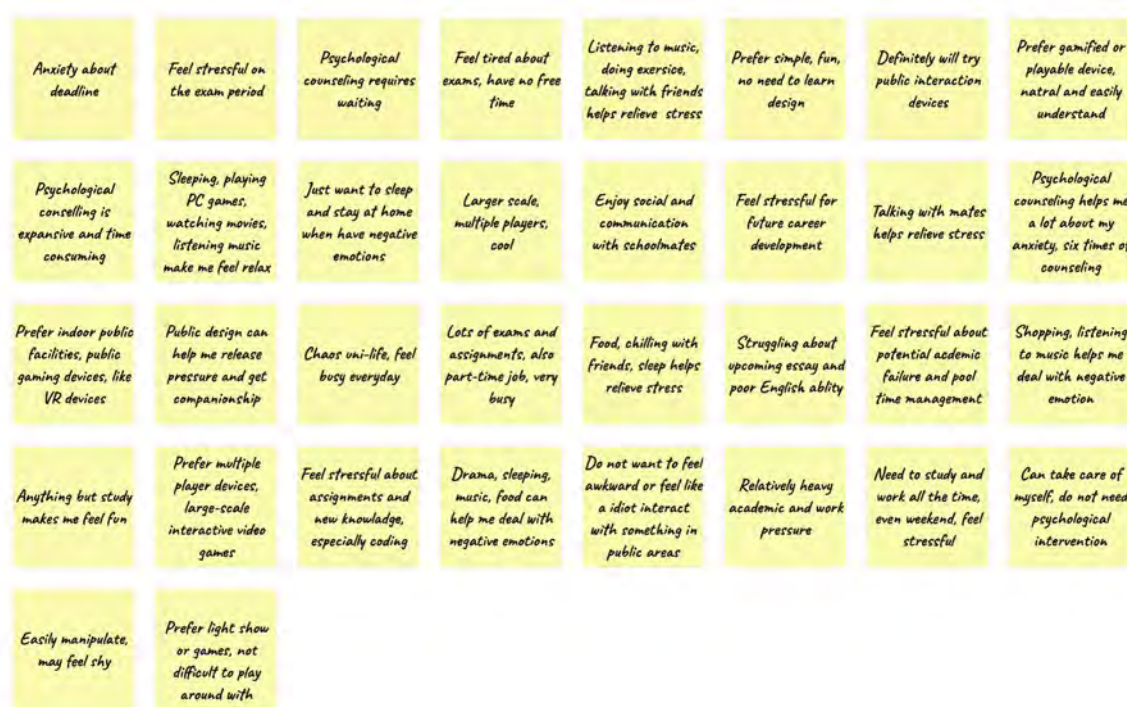 Anxiety about
deadline
Feel stressful on
the exam period
Psychological
counseling requires
waiting
Feel tired about
exams, have no free
time
Listening to music,
doing exersice,
talking with friends
helps relieve stress
Prefer simple, fun,
no need to learn
design
Definitely will try
public interaction
devices
Prefer gamified or
playable device,
natral and easily
understand
Psychological
conselling is
expansive and time
consuming
Sleeping, playing
PC games,
watching movies,
listening music
make me feel relax
Just want to sleep
and stay at home
when have negative
emotions
Larger scale,
multiple players,
cool
Enjoy social and
communication
with schoolmates
Feel stressful for
future career
development
Talking with mates
helps relieve stress
Psychological
counseling helps me
a lot about my
anxiety, six times of
counseling
Prefer indoor public
facilities, public
gaming devices, like
VR devices
Public design can
help me release
pressure and get
companionship
Chaos uni-life, feel
busy everyday
Lots of exams and
assignments, also
part-time job, very
busy
Food, chilling with
friends, sleep helps
relieve stress
Struggling about
upcoming essay and
poor English ablity
Feel stressful about
potential acdemic
failure and pool
time management
Shopping, listening
to music helps me
deal with negative
emotion
Anything but study
makes me feel fun
Prefer multiple
player devices,
large-scale
interactive video
games
Feel stressful about
assignments and
new knowladge,
especially coding
Drama, sleeping,
music, food can
help me deal with
negative emotions
Do not want to feel
awkward or feel like
a idiot interact
with something in
public areas
Relatively heavy
academic and work
pressure
Need to study and
work all the time,
even weekend, feel
stressful
Can take care of
myself, do not need
psychological
intervention
Easily manipulate,
may feel shy
Prefer light show
or games, not
difficult to play
around with